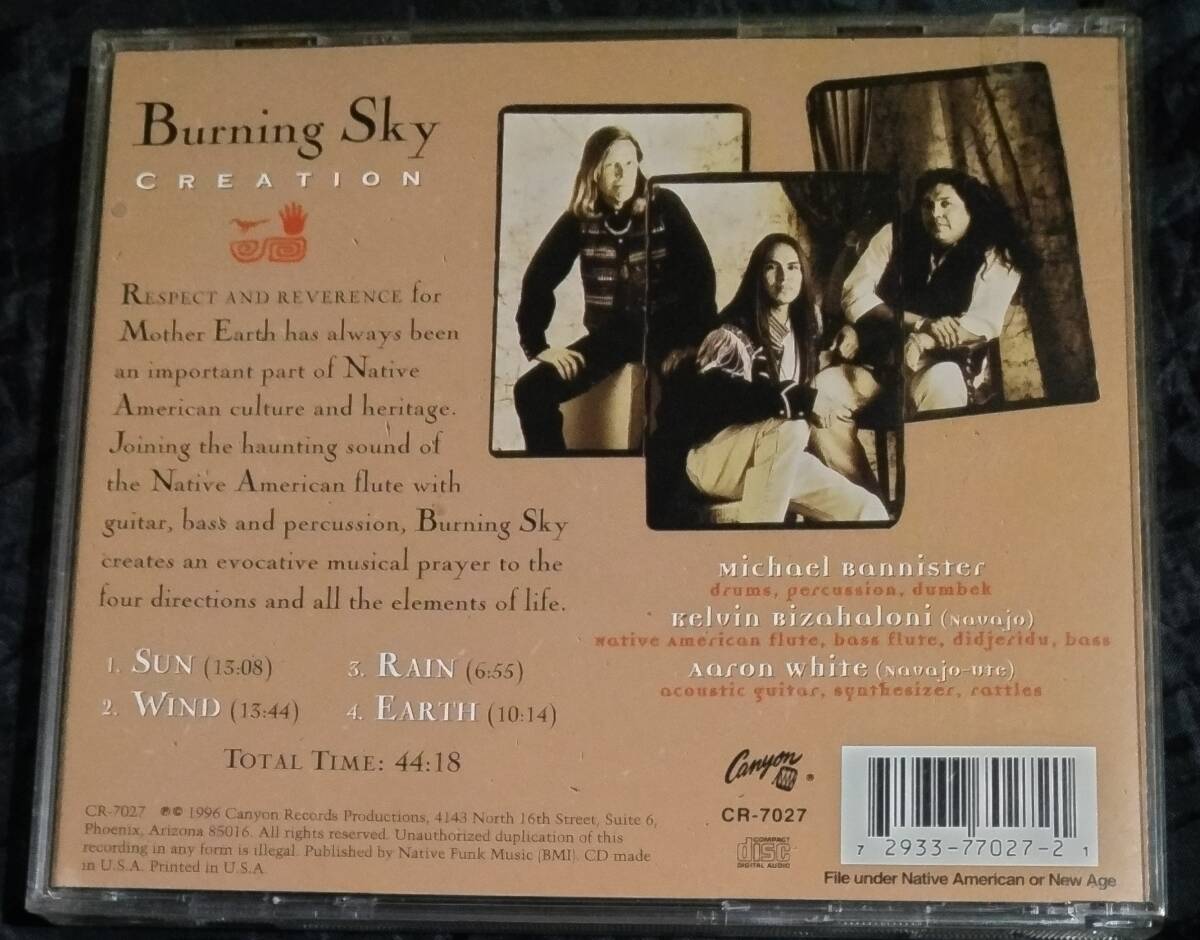 Burning Sky
CREATION
RESPECT AND REVERENCE for
Mother Earth has always been
an important part of Native
American culture and heritage.
Joining the haunting sound of
the Native American flute with
guitar, bass and percussion, Burning Sky
creates an evocative musical prayer to the
four directions and all the elements of life.
1. SUN (13:08)
2. WIND (13:44)
3. RAIN (6:55)
4. EARTH (10:14)
TOTAL TIME: 44:18
Michael Bannister
drums, percussion, dumbek
Kelvin Bizahaloni (Navajo)
Native American flute, bass flute, didjeridu, bass
Aaron White (Navajo-Ute)
acoustic guitar, synthesizer, rattles
CR-7027 ℗© 1996 Canyon Records Productions, 4143 North 16th Street, Suite 6,
Phoenix, Arizona 85016. All rights reserved. Unauthorized duplication of this
recording in any form is illegal. Published by Native Funk Music (BMI). CD made
in U.S.A. Printed in U.S.A.
Canyon ®
CR-7027
COMPACT
disc
DIGITAL AUDIO
7 2933-77027-2 1
File under Native American or New Age